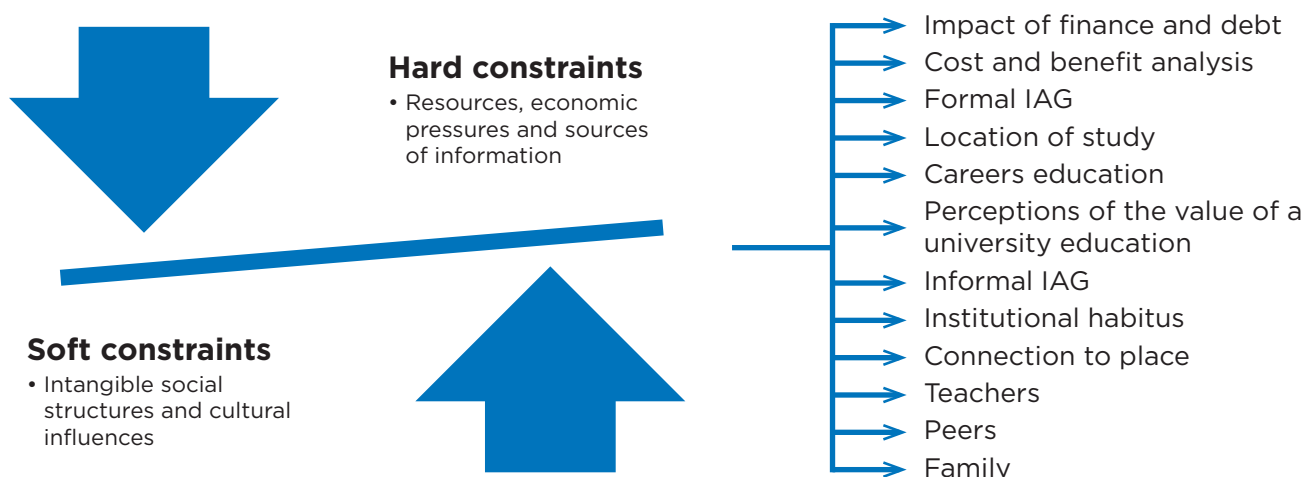 Hard constraints
• Resources, economic
pressures and sources
of information
Soft constraints
• Intangible social
structures and cultural
influences
Impact of finance and debt
Cost and benefit analysis
Formal IAG
Location of study
Careers education
Perceptions of the value of a
university education
Informal IAG
Institutional habitus
Connection to place
Teachers
Peers
Family